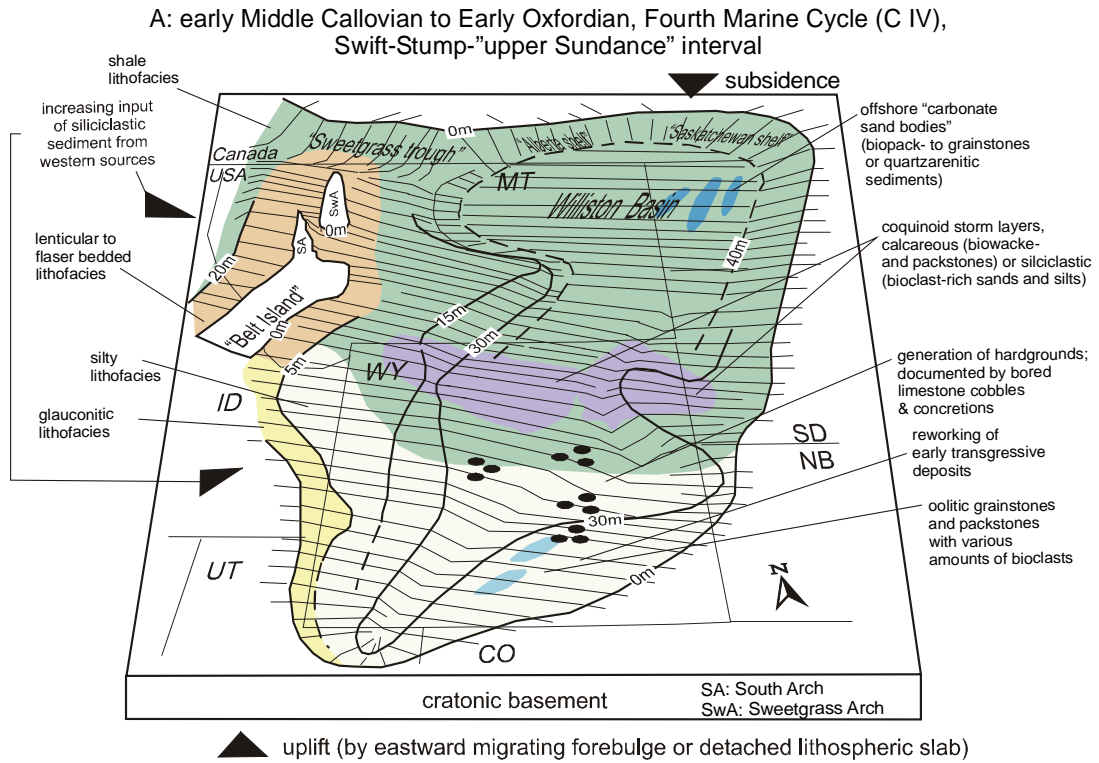 A: early Middle Callovian to Early Oxfordian, Fourth Marine Cycle (C IV),
Swift-Stump-”upper Sundance” interval
shale
lithofacies
subsidence
increasing input
of siliciclastic
sediment from
western sources
offshore “carbonate
sand bodies”
(biopack- to grainstones
or quartzarenitic
sediments)
0m
“Sweetgrass trough”
“Alberta shelf”
“Saskatchewan shelf”
Canada
USA
MT
SwA
Williston Basin
0m
SA
lenticular to
flaser bedded
lithofacies
20m
40m
coquinoid storm layers,
calcareous (biowacke-
and packstones) or silciclastic
(bioclast-rich sands and silts)
“Belt Island”
0m
15m
30m
5m
WY
silty
lithofacies
ID
glauconitic
lithofacies
generation of hardgrounds;
documented by bored
limestone cobbles
& concretions
SD
NB
reworking of
early transgressive
deposits
30m
oolitic grainstones
and packstones
with various
amounts of bioclasts
UT
0m
N
CO
cratonic basement
SA: South Arch
SwA: Sweetgrass Arch
uplift (by eastward migrating forebulge or detached lithospheric slab)